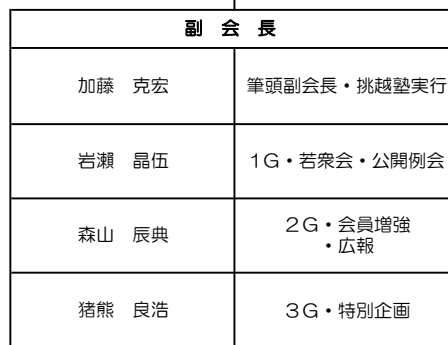 副 会 長
加藤 克宏 筆頭副会長・挑越塾実行
岩瀬 晶伍 1G・若衆会・公開例会
森山 辰典 2G・会員増強
・広報
猪熊 良浩 3G・特別企画